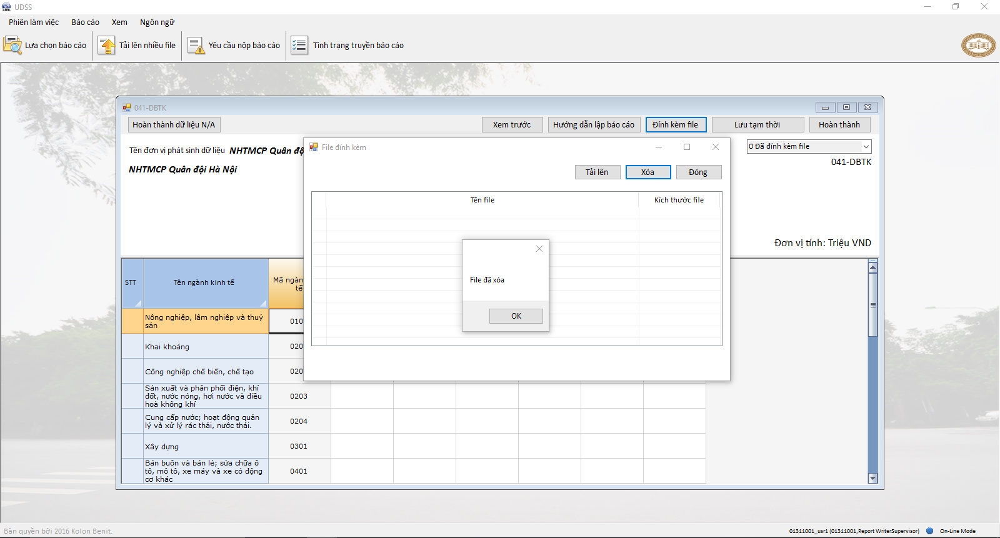 UDSS
Phiên làm việc Báo cáo Xem Ngôn ngữ
Lựa chọn báo cáo Tải lên nhiều file Yêu cầu nộp báo cáo Tình trạng truyền báo cáo
041-DBTK
Hoàn thành dữ liệu N/A Xem trước Hướng dẫn lập báo cáo Đính kèm file Lưu tạm thời Hoàn thành
Tên đơn vị phát sinh dữ liệu NHTMCP Quân độ
0 Đã đính kèm file
NHTMCP Quân đội Hà Nội
041-DBTK
Đơn vị tính: Triệu VND
File đính kèm
Tải lên Xóa Đóng
Tên file Kích thước file
File đã xóa
OK
STT Tên ngành kinh tế Mã ngàn
tế
Nông nghiệp, lâm nghiệp và thuỷ
sản
010
Khai khoáng 020
Công nghiệp chế biến, chế tạo 020
Sản xuất và phân phối điện, khí
đốt, nước nóng, hơi nước và điều
hoà không khí
0203
Cung cấp nước; hoạt động quản
lý và xử lý rác thải, nước thải.
0204
Xây dựng 0301
Bán buôn và bán lẻ; sửa chữa ô
tô, mô tô, xe máy và xe có động
cơ khác
0401
Bản quyền bởi 2016 Kolon Benit.
01311001_usr1 (01311001,Report WriterSupervisor) On-Line Mode